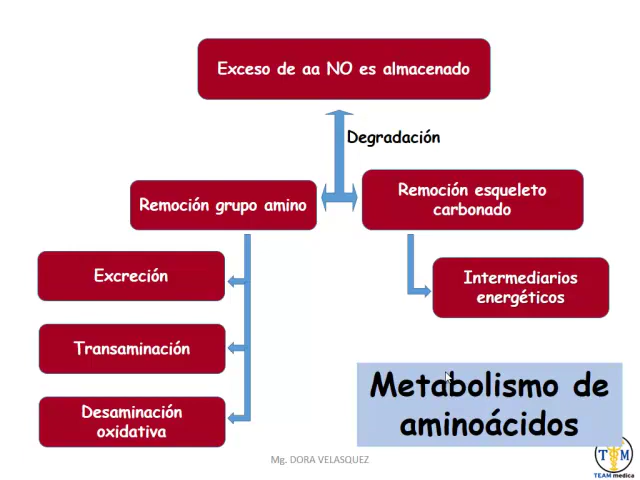 Exceso de aa NO es almacenado
Degradación
Remoción grupo amino
Remoción esqueleto
carbonado
Excreción
Intermediarios
energéticos
Transaminación
Desaminación
oxidativa
Metabolismo de
aminoácidos
Mg. DORA VELASQUEZ
T M
TEAM medica